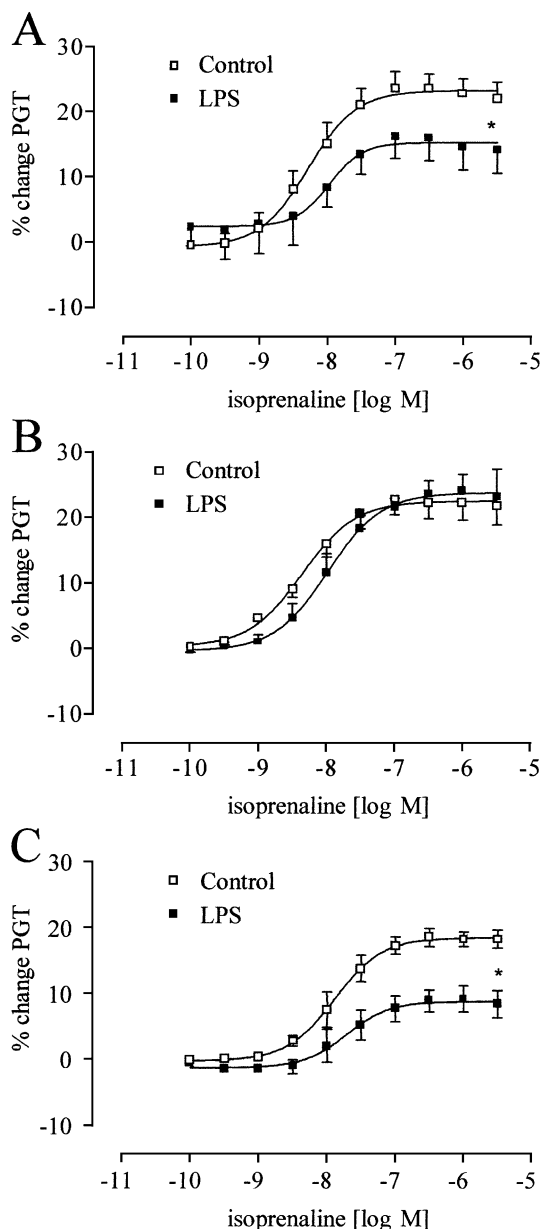 A
30
Control
LPS
20
*
10
0
-10
% change PGT
-11 -10 -9 -8 -7 -6 -5
isoprenaline [log M]
B
30
Control
LPS
20
10
0
-10
% change PGT
-11 -10 -9 -8 -7 -6 -5
isoprenaline [log M]
C
30
Control
LPS
20
*
10
0
-10
% change PGT
-11 -10 -9 -8 -7 -6 -5
isoprenaline [log M]